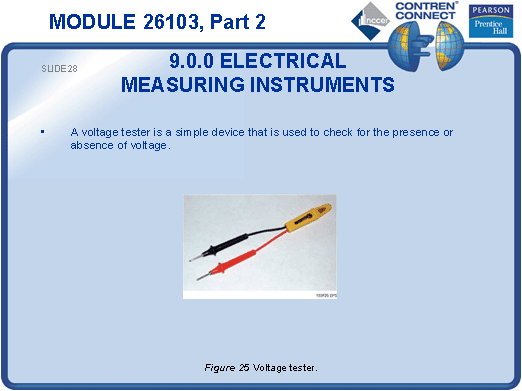 MODULE 26103, Part 2
nccer
CONTREN®
CONNECT
PEARSON
Prentice
Hall
SLIDE 28
9.0.0 ELECTRICAL
MEASURING INSTRUMENTS
• A voltage tester is a simple device that is used to check for the presence or
absence of voltage.
Figure 25 Voltage tester.